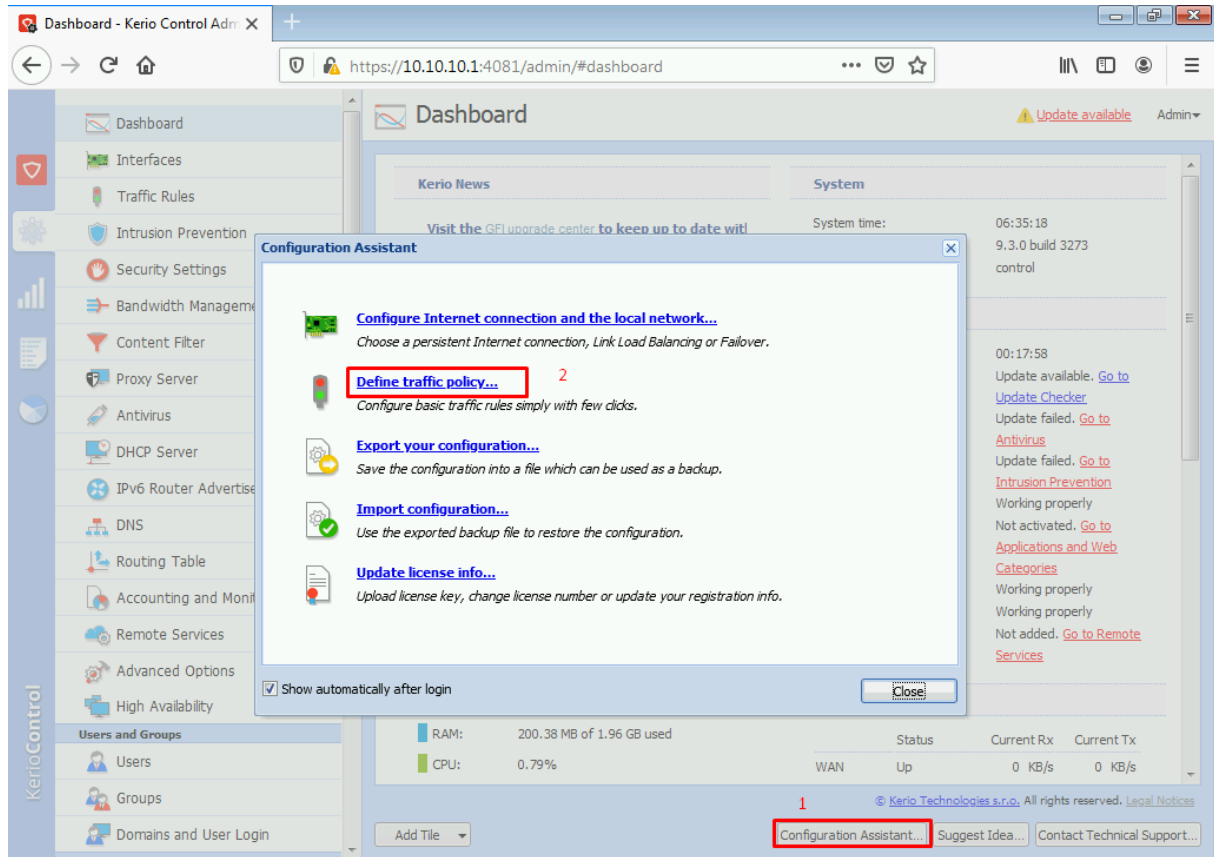 Dashboard - Kerio Control Adm
https://10.10.10.1:4081/admin/#dashboard
Dashboard
Interfaces
Traffic Rules
Intrusion Prevention
Security Settings
Bandwidth Manageme
Content Filter
Proxy Server
Antivirus
DHCP Server
IPv6 Router Advertise
DNS
Routing Table
Accounting and Monit
Remote Services
Advanced Options
High Availability
Users and Groups
Users
Groups
Domains and User Login
KerioControl
Dashboard
Update available
Admin
Kerio News
Visit the GFI upgrade center to keep up to date with
System
System time:
06:35:18
9.3.0 build 3273
control
00:17:58
Update available. Go to
Update Checker
Update failed. Go to
Antivirus
Update failed. Go to
Intrusion Prevention
Working properly
Not activated. Go to
Applications and Web
Categories
Working properly
Working properly
Not added. Go to Remote
Services
Configuration Assistant
Configure Internet connection and the local network...
Choose a persistent Internet connection, Link Load Balancing or Failover.
Define traffic policy...
2
Configure basic traffic rules simply with few clicks.
Export your configuration...
Save the configuration into a file which can be used as a backup.
Import configuration...
Use the exported backup file to restore the configuration.
Update license info...
Upload license key, change license number or update your registration info.
Show automatically after login
Close
RAM: 200.38 MB of 1.96 GB used
CPU: 0.79%
Status Current Rx Current Tx
WAN Up 0 KB/s 0 KB/s
1
© Kerio Technologies s.r.o. All rights reserved. Legal Notices
Add Tile
Configuration Assistant...
Suggest Idea...
Contact Technical Support...